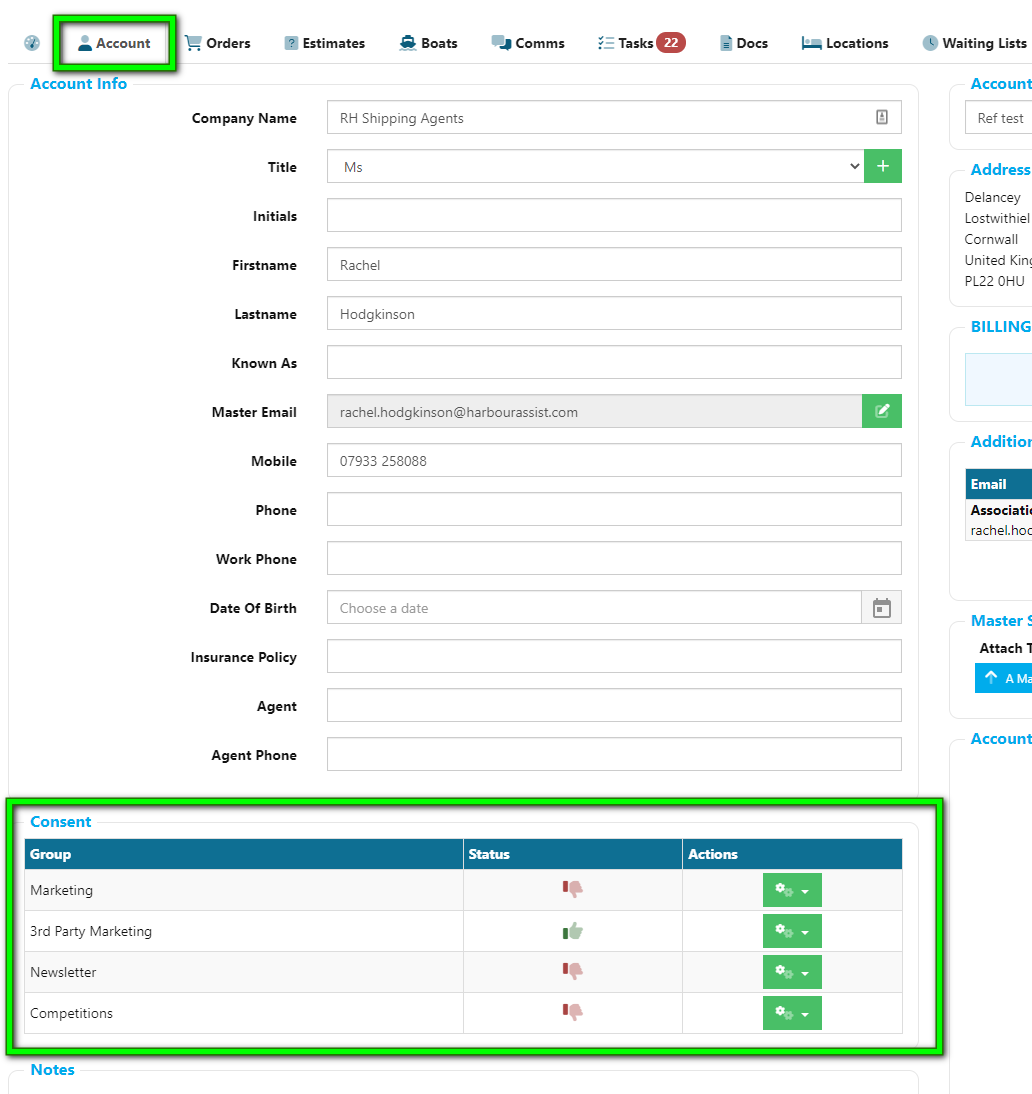 Account Orders Estimates Boats Comms Tasks 22 Docs Locations Waiting Lists
Account Info
Company Name RH Shipping Agents
Title Ms
Initials
Firstname Rachel
Lastname Hodgkinson
Known As
Master Email rachel.hodgkinson@harbourassist.com
Mobile 07933 258088
Phone
Work Phone
Date Of Birth Choose a date
Insurance Policy
Agent
Agent Phone
Consent
Group Status Actions
Marketing
3rd Party Marketing
Newsletter
Competitions
Notes
Account
Ref test
Address
Delancey
Lostwithiel
Cornwall
United King
PL22 0HU
BILLING
Addition
Email
Associati
rachel.hod
Master S
Attach T
A Ma
Account